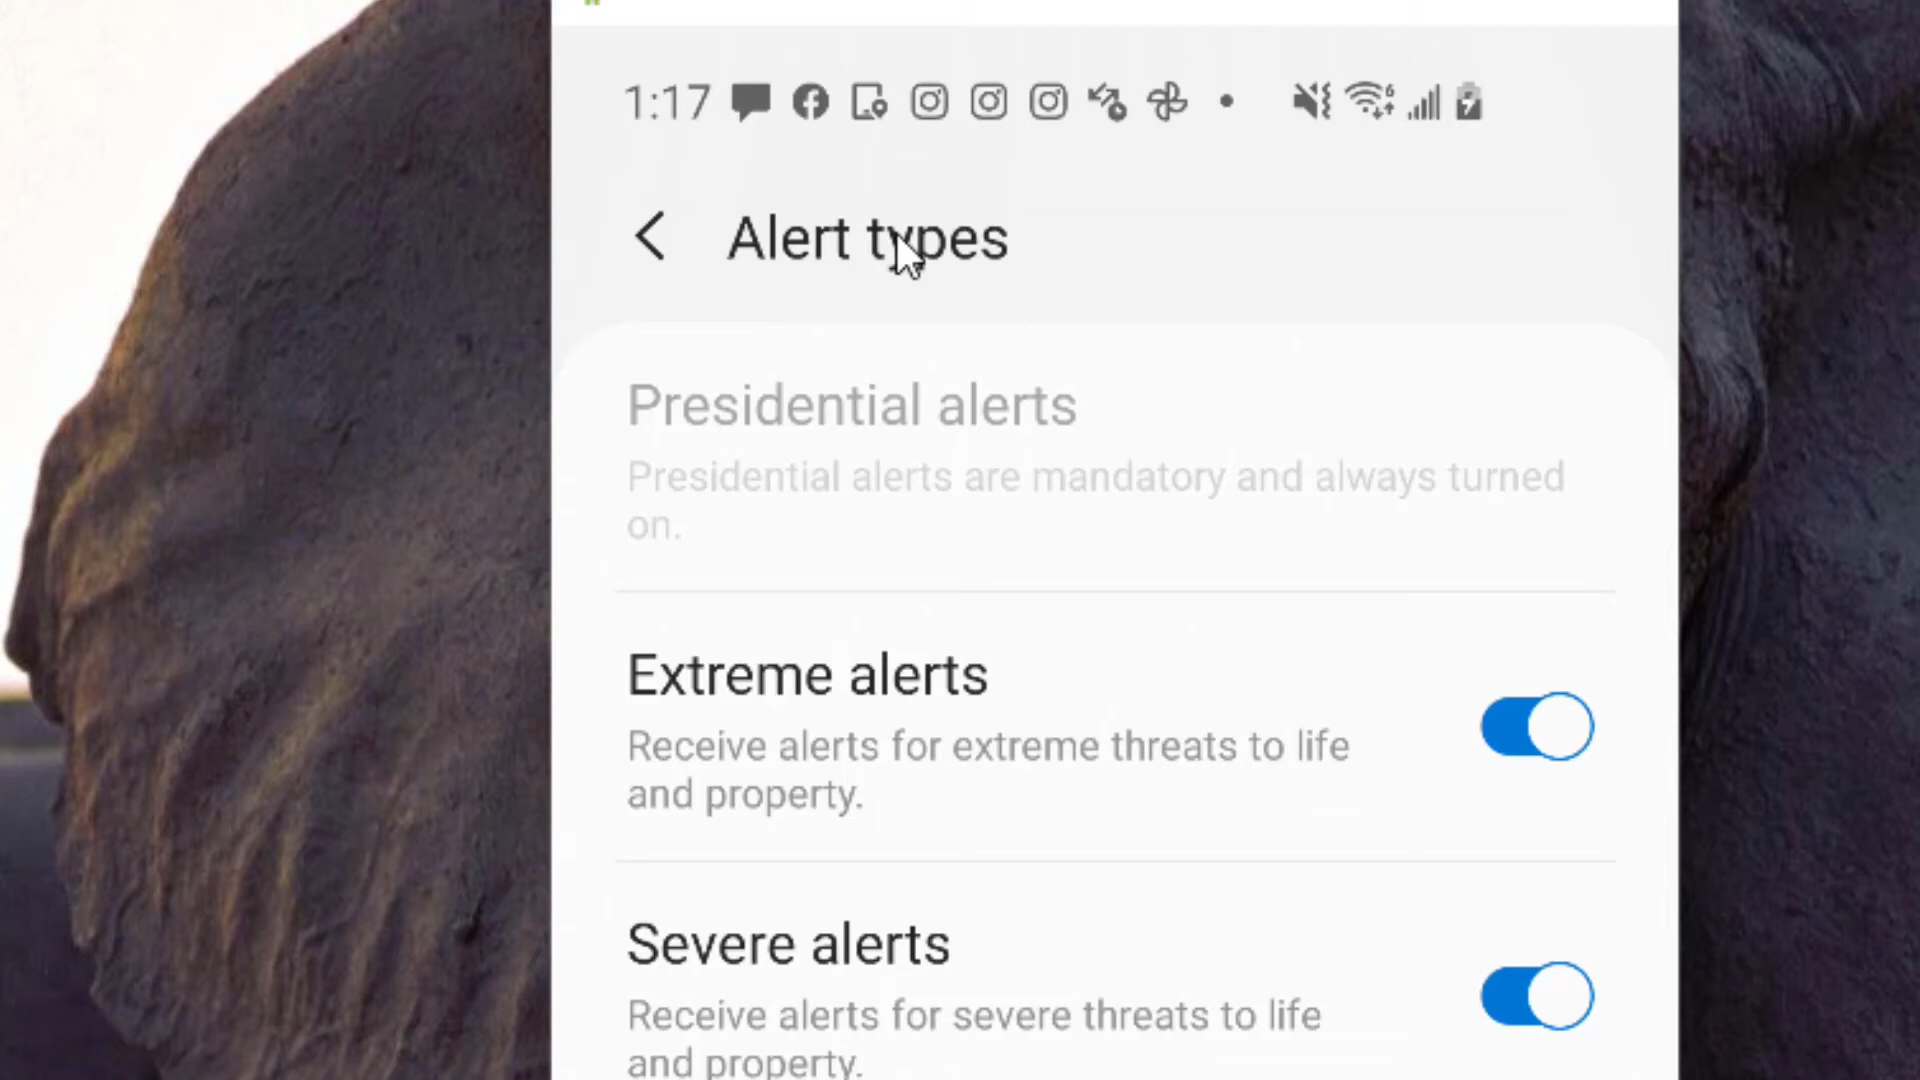 1:17
Alert types
Presidential alerts
Presidential alerts are mandatory and always turned
on.
Extreme alerts
Receive alerts for extreme threats to life
and property.
Severe alerts
Receive alerts for severe threats to life
and property.